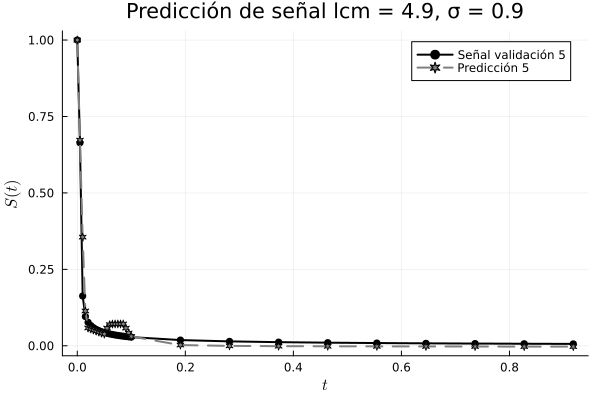 Predicción de señal lcm = 4.9, σ = 0.9
Señal validación 5
Predicción 5
1.00
0.75
0.50
0.25
0.00
S(t)
0.0 0.2 0.4 0.6 0.8
t